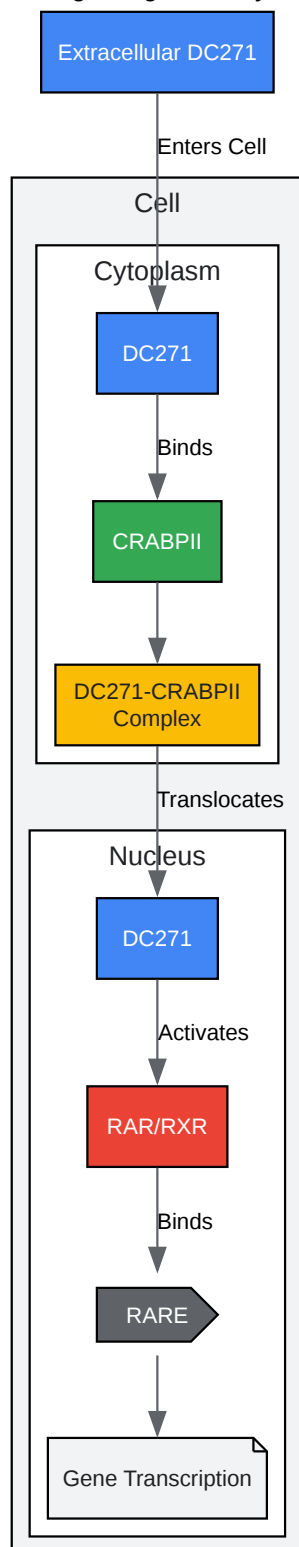 Extracellular DC271
Enters Cell
Cell
Cytoplasm
DC271
Binds
CRABPII
DC271-CRABPII
Complex
Translocates
Nucleus
DC271
Activates
RAR/RXR
Binds
RARE
Gene Transcription